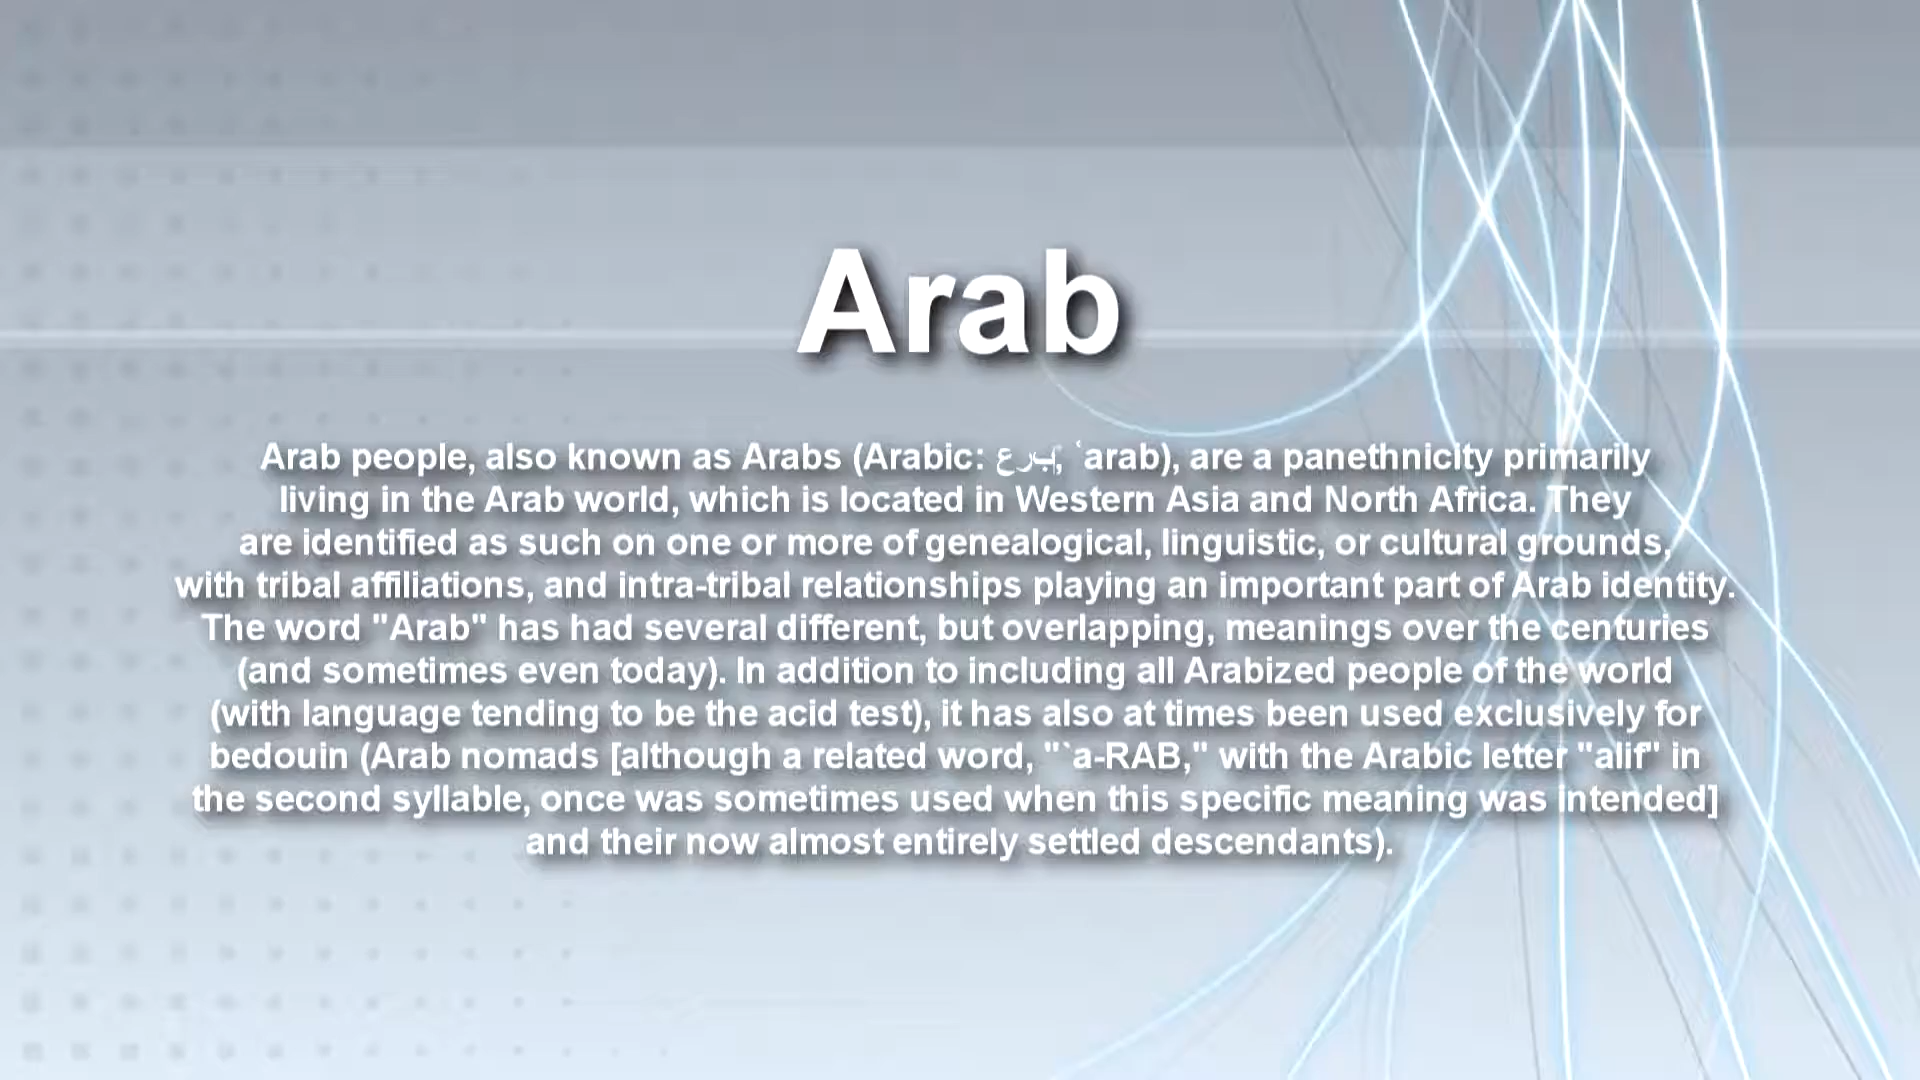 Arab
Arab people, also known as Arabs (Arabic: عرب, ʿarab), are a panethnicity primarily
living in the Arab world, which is located in Western Asia and North Africa. They
are identified as such on one or more of genealogical, linguistic, or cultural grounds,
with tribal affiliations, and intra-tribal relationships playing an important part of Arab identity.
The word "Arab" has had several different, but overlapping, meanings over the centuries
(and sometimes even today). In addition to including all Arabized people of the world
(with language tending to be the acid test), it has also at times been used exclusively for
bedouin (Arab nomads [although a related word, "`a-RAB," with the Arabic letter "alif" in
the second syllable, once was sometimes used when this specific meaning was intended]
and their now almost entirely settled descendants).